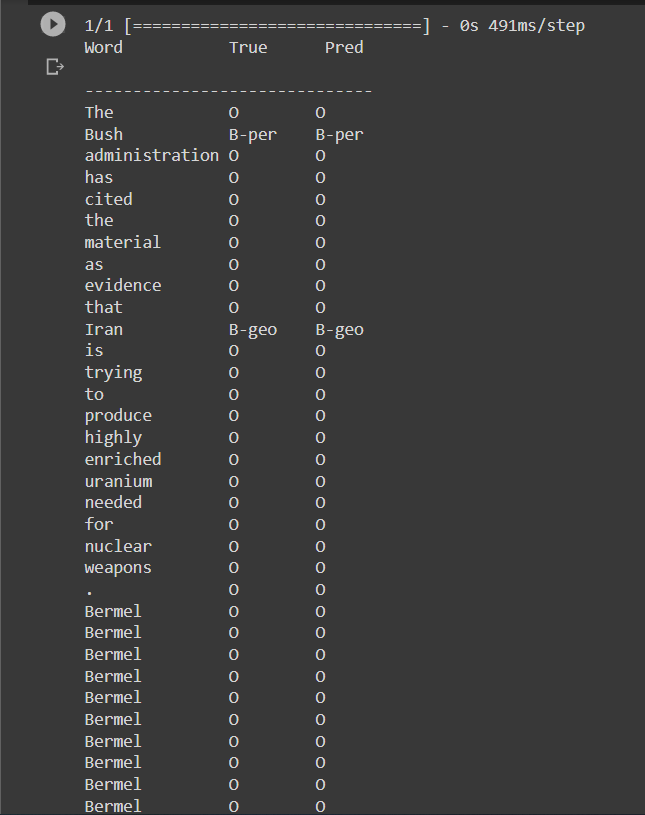 1/1 [==============================] - 0s 491ms/step
Word           True      Pred
------------------------------
The            O        O
Bush           B-per    B-per
administration O        O
has            O        O
cited          O        O
the            O        O
material       O        O
as             O        O
evidence       O        O
that           O        O
Iran           B-geo    B-geo
is             O        O
trying         O        O
to             O        O
produce        O        O
highly         O        O
enriched       O        O
uranium        O        O
needed         O        O
for            O        O
nuclear        O        O
weapons        O        O
.              O        O
Bermel         O        O
Bermel         O        O
Bermel         O        O
Bermel         O        O
Bermel         O        O
Bermel         O        O
Bermel         O        O
Bermel         O        O
Bermel         O        O
Bermel         O        O